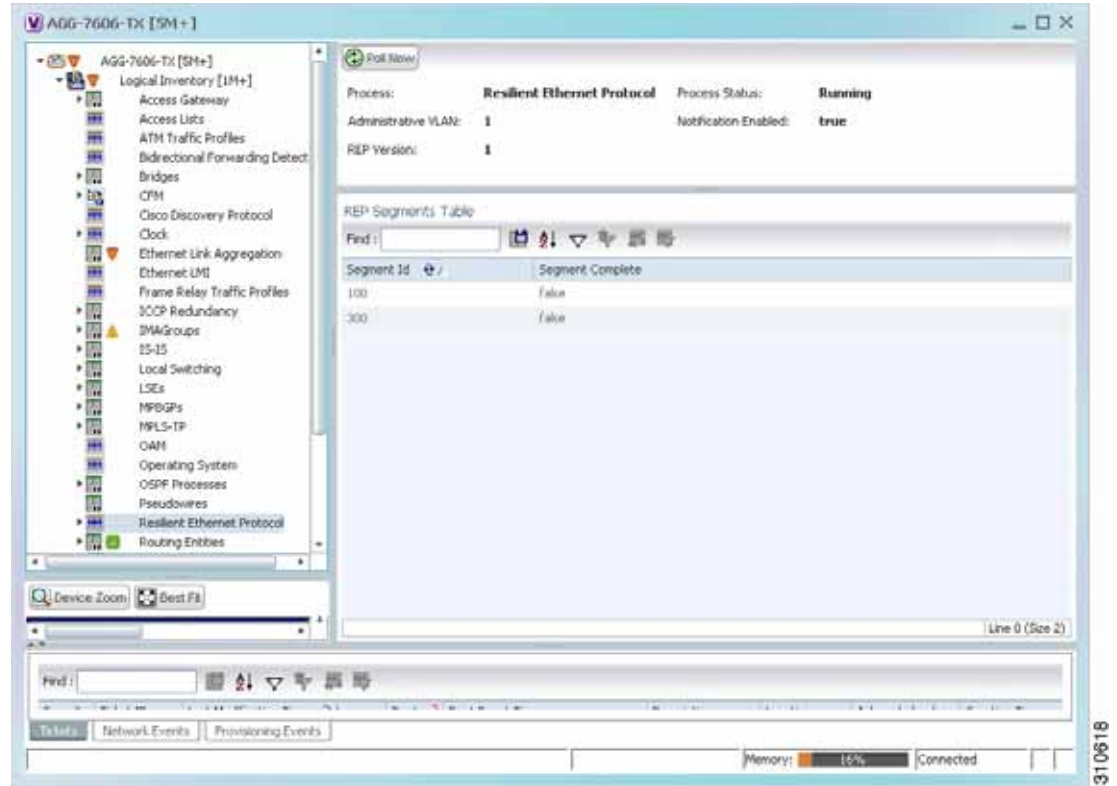 AGG-7606-TX [5M+]
AGG-7606-TX [5M+]
Logical Inventory [1M+]
Access Gateway
Access Lists
ATM Traffic Profiles
Bidirectional Forwarding Detect
Bridges
CFM
Cisco Discovery Protocol
Clock
Ethernet Link Aggregation
Ethernet LMI
Frame Relay Traffic Profiles
ICCP Redundancy
IMAGroups
IS-IS
Local Switching
LSEs
MPBGPs
MPLS-TP
OAM
Operating System
OSPF Processes
Pseudowires
Resilient Ethernet Protocol
Routing Entities
Device Zoom Best Fit
Poll Now
Process: Resilient Ethernet Protocol Process Status: Running
Administrative VLAN: 1 Notification Enabled: true
REP Version: 1
REP Segments Table
Find :
Segment Id Segment Complete
100 false
300 false
Line 0 (Size 2)
Find :
Tickets Network Events Provisioning Events
Memory: 16% Connected
310618